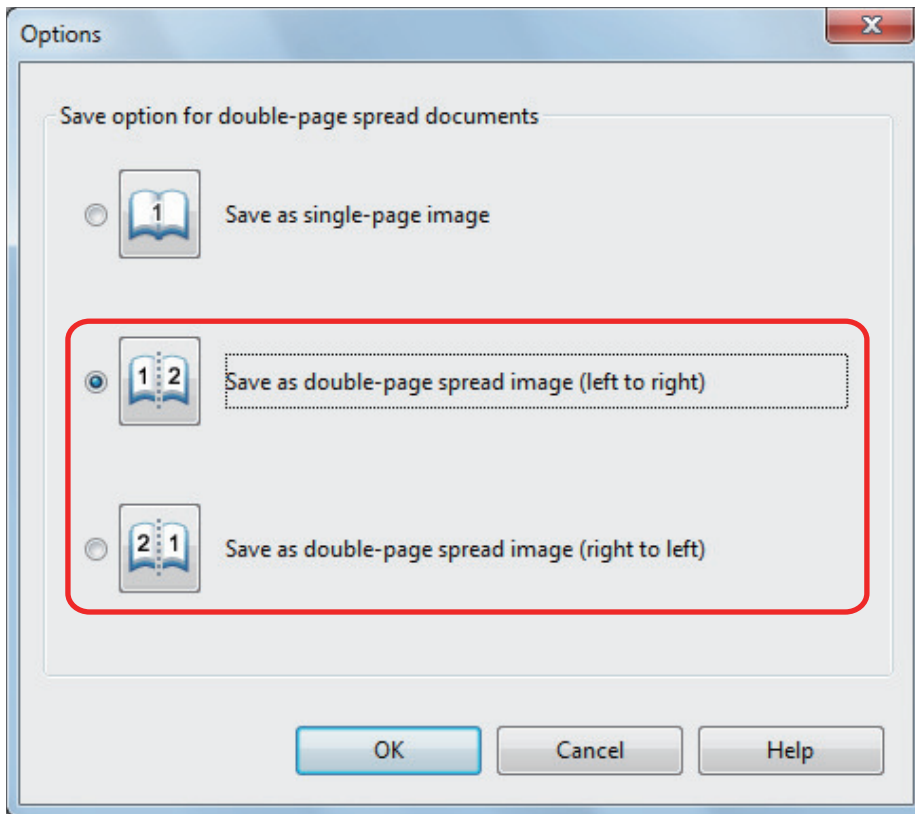 Options
X
Save option for double-page spread documents
1
Save as single-page image
1 2
Save as double-page spread image (left to right)
2 1
Save as double-page spread image (right to left)
OK Cancel Help